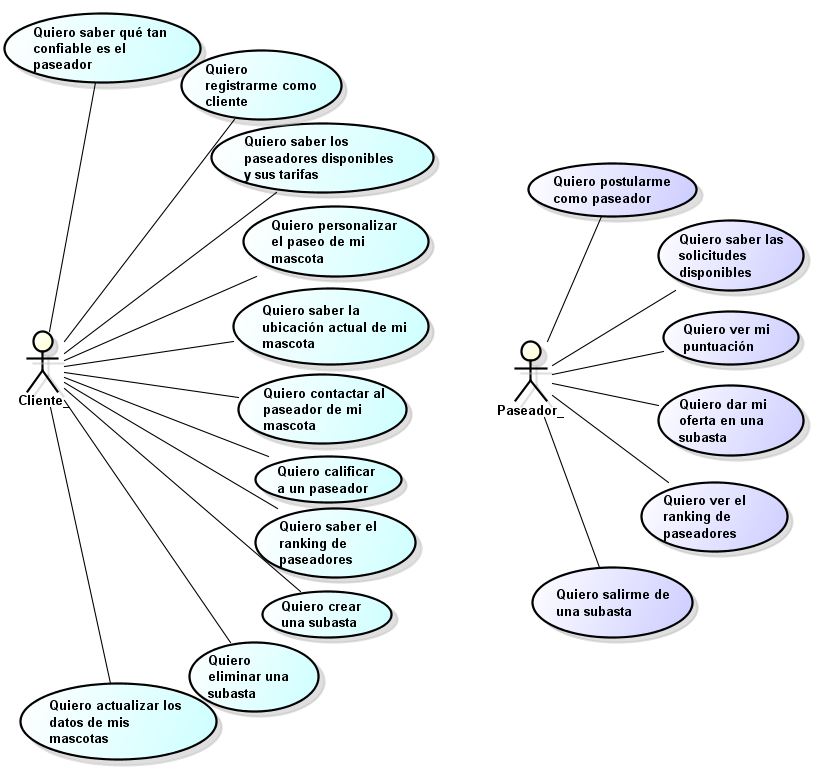 Quiero saber qué tan
confiable es el
paseador
Quiero
registrarme como
cliente
Quiero saber los
paseadores disponibles
y sus tarifas
Quiero personalizar
el paseo de mi
mascota
Quiero saber la
ubicación actual de mi
mascota
Cliente_
Quiero contactar al
paseador de mi
mascota
Quiero calificar
a un paseador
Quiero saber el
ranking de
paseadores
Quiero crear
una subasta
Quiero
eliminar una
subasta
Quiero actualizar los
datos de mis
mascotas
Quiero postularme
como paseador
Quiero saber las
solicitudes
disponibles
Quiero ver mi
puntuación
Paseador_
Quiero dar mi
oferta en una
subasta
Quiero ver el
ranking de
paseadores
Quiero salirme de
una subasta